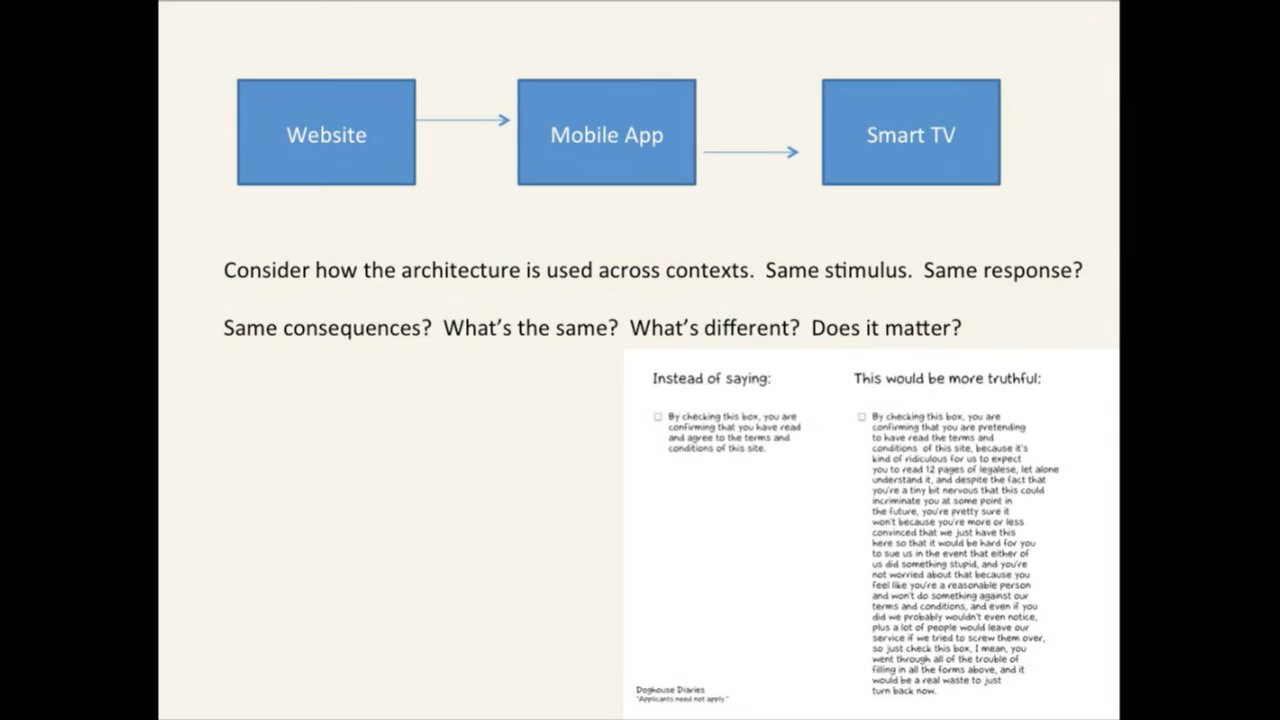 Website
Mobile App
Smart TV
Consider how the architecture is used across contexts.  Same stimulus.  Same response?
Same consequences?  What's the same?  What's different?  Does it matter?
Instead of saying:
By checking this box, you are
confirming that you have read
and agree to the terms and
conditions of this site.
This would be more truthful:
By checking this box, you are
confirming that you are pretending
to have read the terms and
conditions of this site, because it's
kind of ridiculous for us to expect
you to read 12 pages of legalese, let alone
understand it, and despite the fact that
you're a tiny bit nervous that this could
incriminate you at some point in
the future, you're pretty sure it
won't because you're more or less
convinced that we just have this
here so that it would be hard for you
to sue us in the event that either of
us did something stupid, and you're
not worried about that because you
feel like you're a reasonable person
and won't do something against our
terms and conditions, and even if you
did we probably wouldn't even notice,
plus a lot of people would leave our
service if we tried to screw them over,
so just check this box, I mean, you
went through all of the trouble of
filling in all the forms above, and it
would be a real waste to just
turn back now.
Doghouse Diaries
"Applicants need not apply."